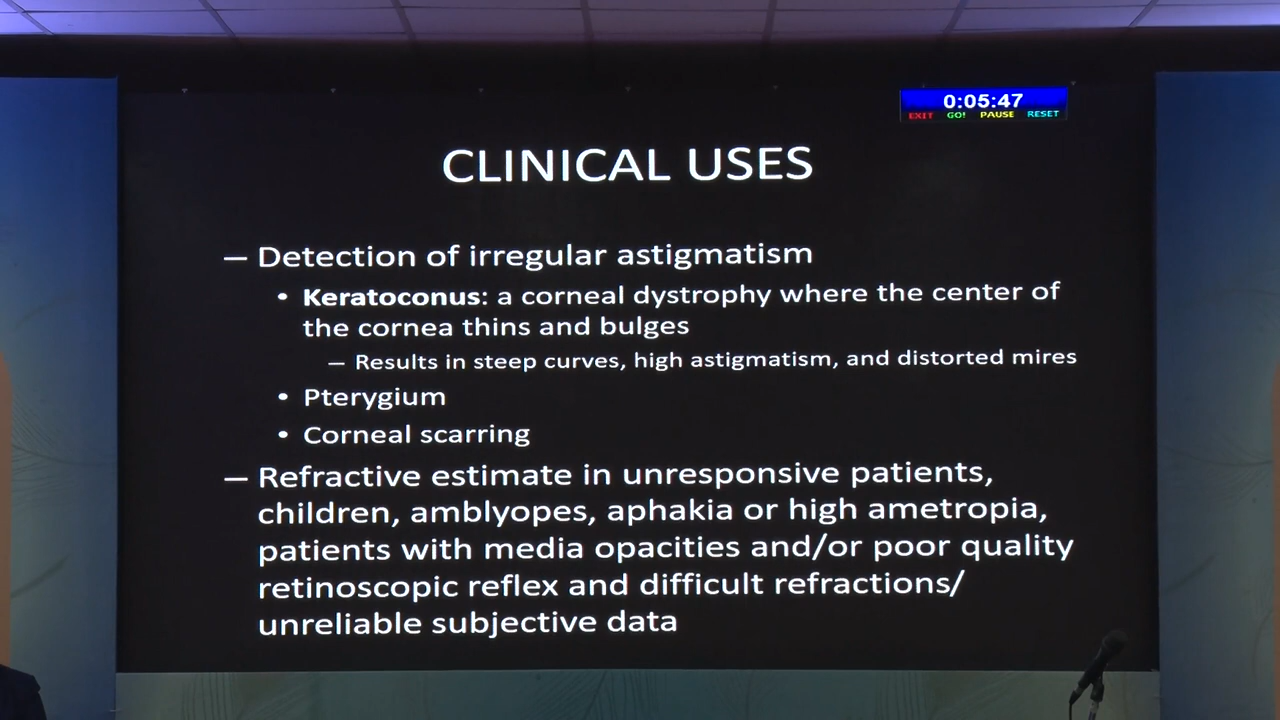 0:05:47
EXIT GO! PAUSE RESET
CLINICAL USES
– Detection of irregular astigmatism
• Keratoconus: a corneal dystrophy where the center of
the cornea thins and bulges
– Results in steep curves, high astigmatism, and distorted mires
• Pterygium
• Corneal scarring
– Refractive estimate in unresponsive patients,
children, amblyopes, aphakia or high ametropia,
patients with media opacities and/or poor quality
retinoscopic reflex and difficult refractions/
unreliable subjective data